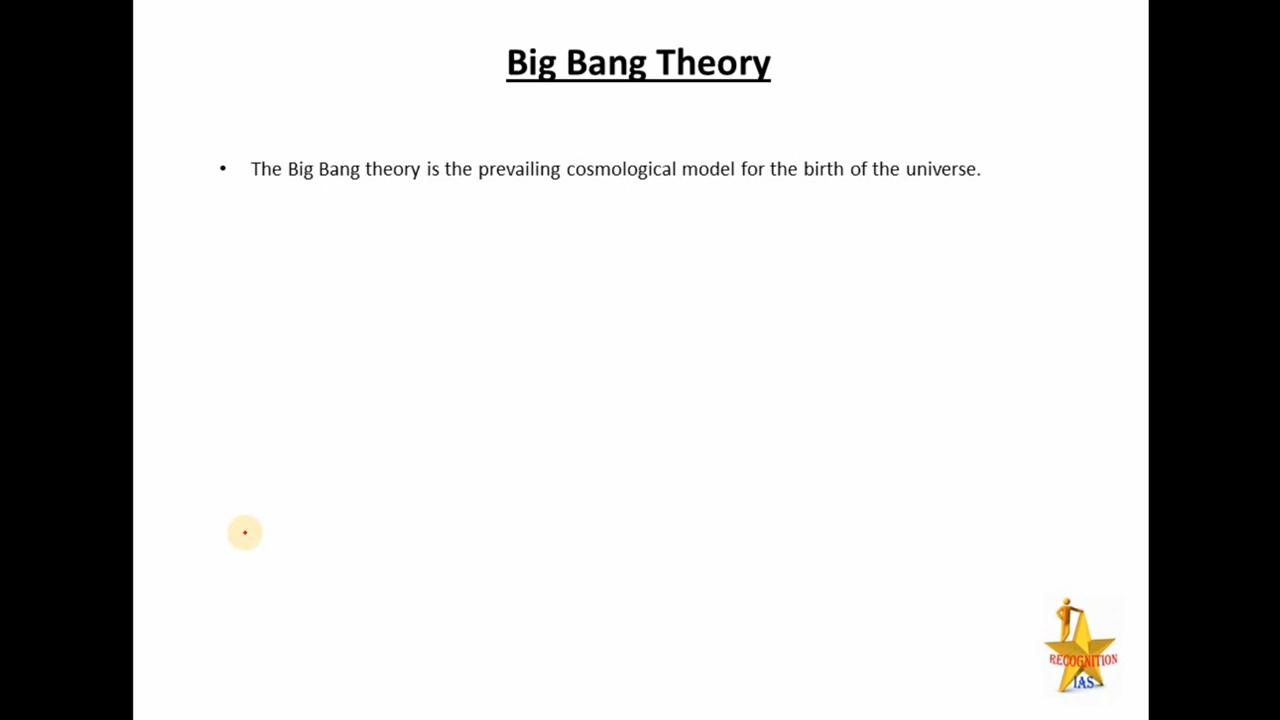 Big Bang Theory
• The Big Bang theory is the prevailing cosmological model for the birth of the universe.
RECOGNITION
IAS